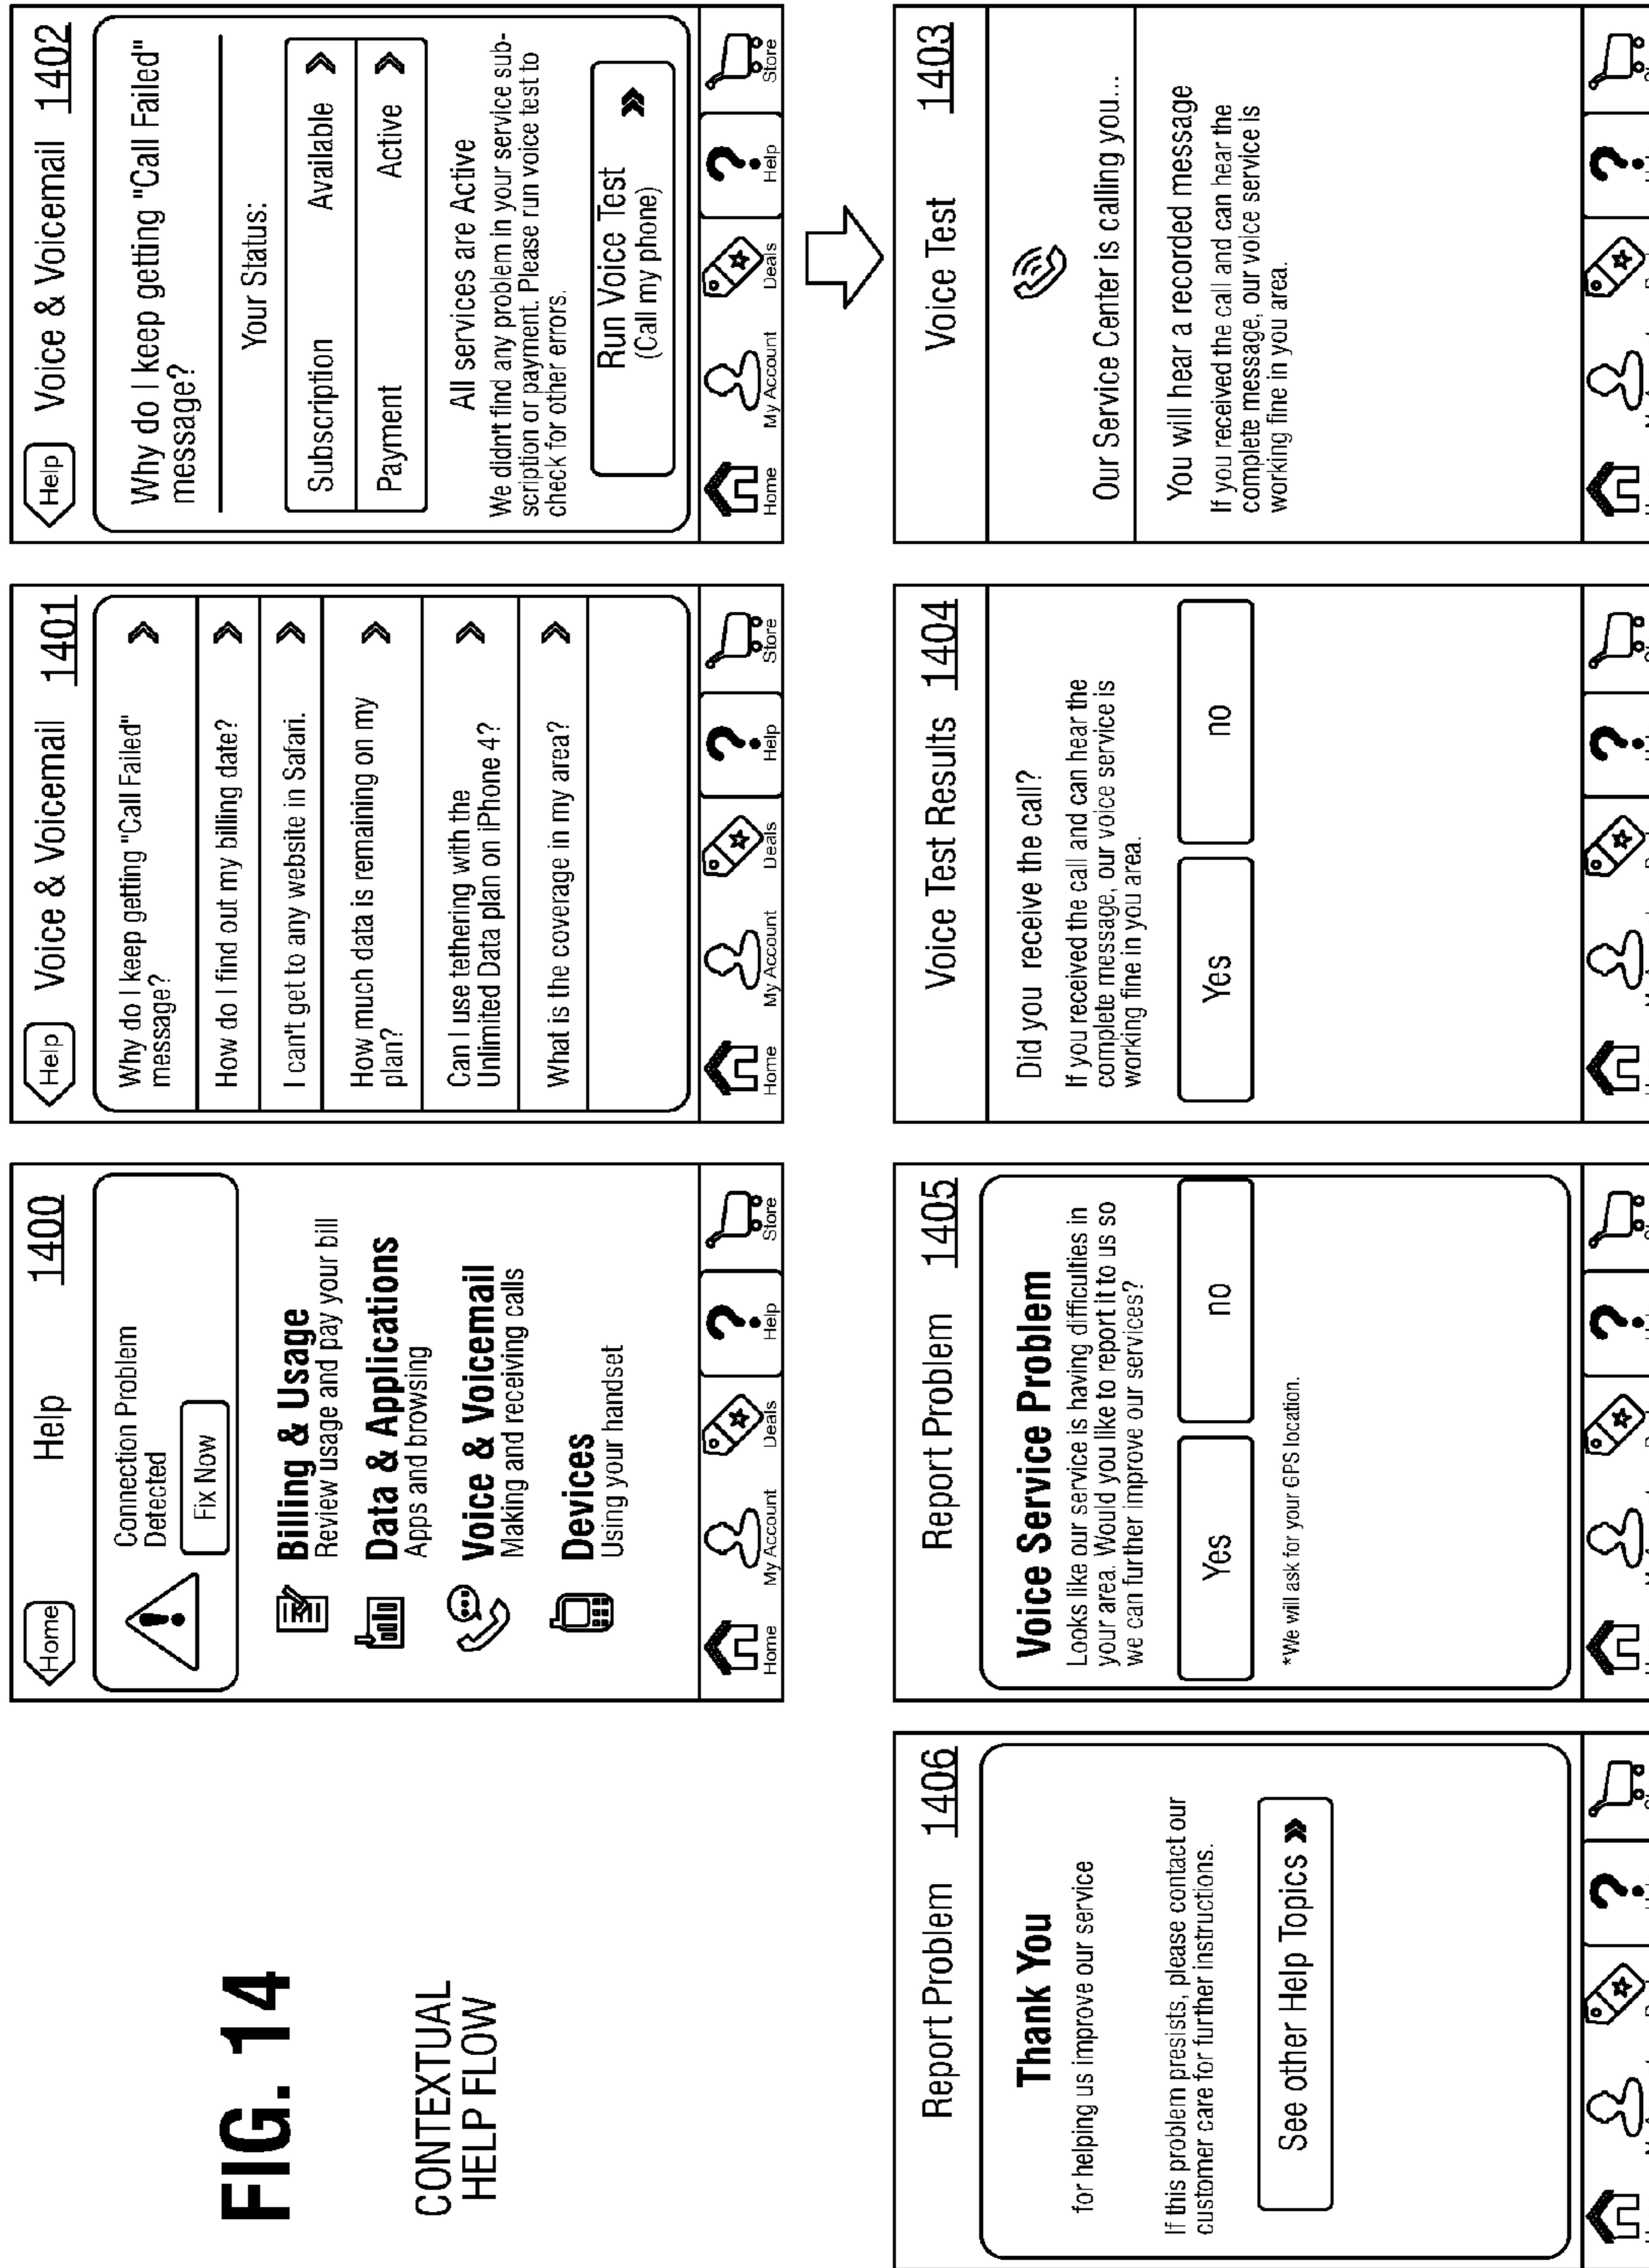 FIG. 14
CONTEXTUAL
HELP FLOW
Home
Help
1400
Connection Problem
Detected
Fix Now
Billing & Usage
Review usage and pay your bill
Data & Applications
Apps and browsing
Voice & Voicemail
Making and receiving calls
Devices
Using your handset
Home
My Account
Deals
Help
Store
Help
Voice & Voicemail
1401
Why do I keep getting "Call Failed"
message?
How do I find out my billing date?
I can't get to any website in Safari.
How much data is remaining on my
plan?
Can I use tethering with the
Unlimited Data plan on iPhone 4?
What is the coverage in my area?
Home
My Account
Deals
Help
Store
Help
Voice & Voicemail
1402
Why do I keep getting "Call Failed"
message?
Your Status:
Subscription Available
Payment Active
All services are Active
We didn't find any problem in your service sub-
scription or payment. Please run voice test to
check for other errors.
Run Voice Test
(Call my phone)
Home
My Account
Deals
Help
Store
Report Problem
1406
Thank You
for helping us improve our service
If this problem presists, please contact our
customer care for further instructions.
See other Help Topics
Report Problem
1405
Voice Service Problem
Looks like our service is having difficulties in
your area. Would you like to report it to us so
we can further improve our services?
Yes
no
*We will ask for your GPS location.
Voice Test Results
1404
Did you receive the call?
If you received the call and can hear the
complete message, our voice service is
working fine in you area.
Yes
no
Voice Test
1403
Our Service Center is calling you...
You will hear a recorded message
If you received the call and can hear the
complete message, our voice service is
working fine in you area.